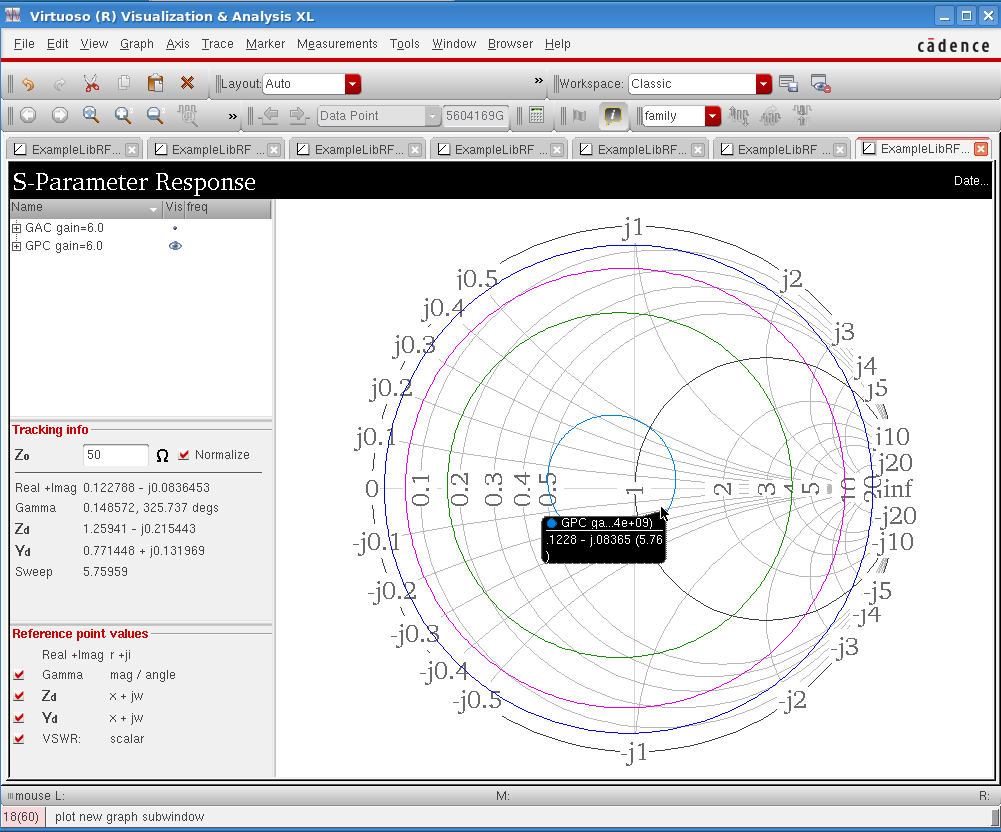 Virtuoso (R) Visualization & Analysis XL
File Edit View Graph Axis Trace Marker Measurements Tools Window Browser Help
cādence
Layout: Auto » Workspace: Classic
» Data Point 5604169G family
ExampleLibRF... ExampleLibRF ... ExampleLibRF... ExampleLibRF ... ExampleLibRF... ExampleLibRF ... ExampleLibRF...
S-Parameter Response
Date...
Name Vis freq
GAC gain=6.0
GPC gain=6.0
Tracking info
Zo 50 Ω Normalize
Real +Imag 0.122788 - j0.0836453
Gamma 0.148572, 325.737 degs
Zd 1.25941 - j0.215443
Yd 0.771448 + j0.131969
Sweep 5.75959
Reference point values
Real +Imag r +ji
Gamma mag / angle
Zd x + jw
Yd x + jw
VSWR: scalar
j1
j0.5 j2
j0.4
j0.3 j3
j4
j0.2 j5
j0.1 j10
j20
0 0.1 0.2 0.3 0.4 0.5 1 2 3 4 5 10 20 inf
-j20
-j0.1 -j10
GPC ga...4e+09)
.1228 - j.08365 (5.76
)
-j0.2 -j5
-j4
-j0.3 -j3
-j0.4
-j0.5 -j2
-j1
mouse L: M: R:
18(60) plot new graph subwindow